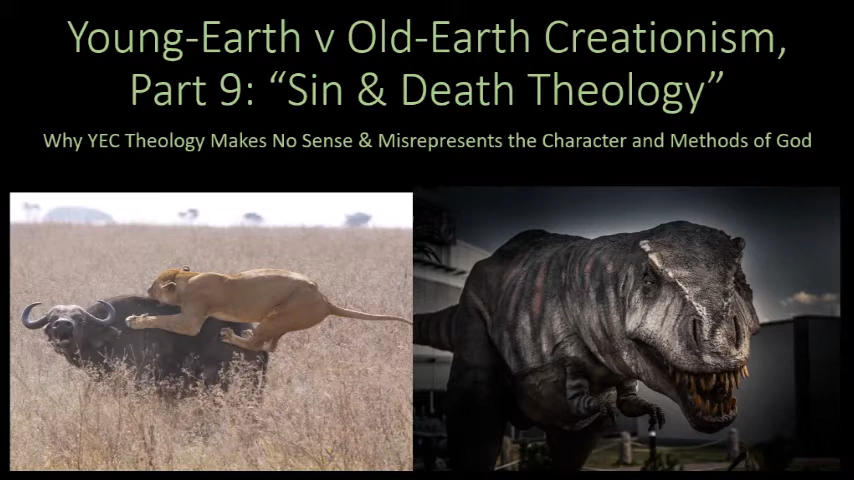 Young-Earth v Old-Earth Creationism,
Part 9: “Sin & Death Theology”
Why YEC Theology Makes No Sense & Misrepresents the Character and Methods of God